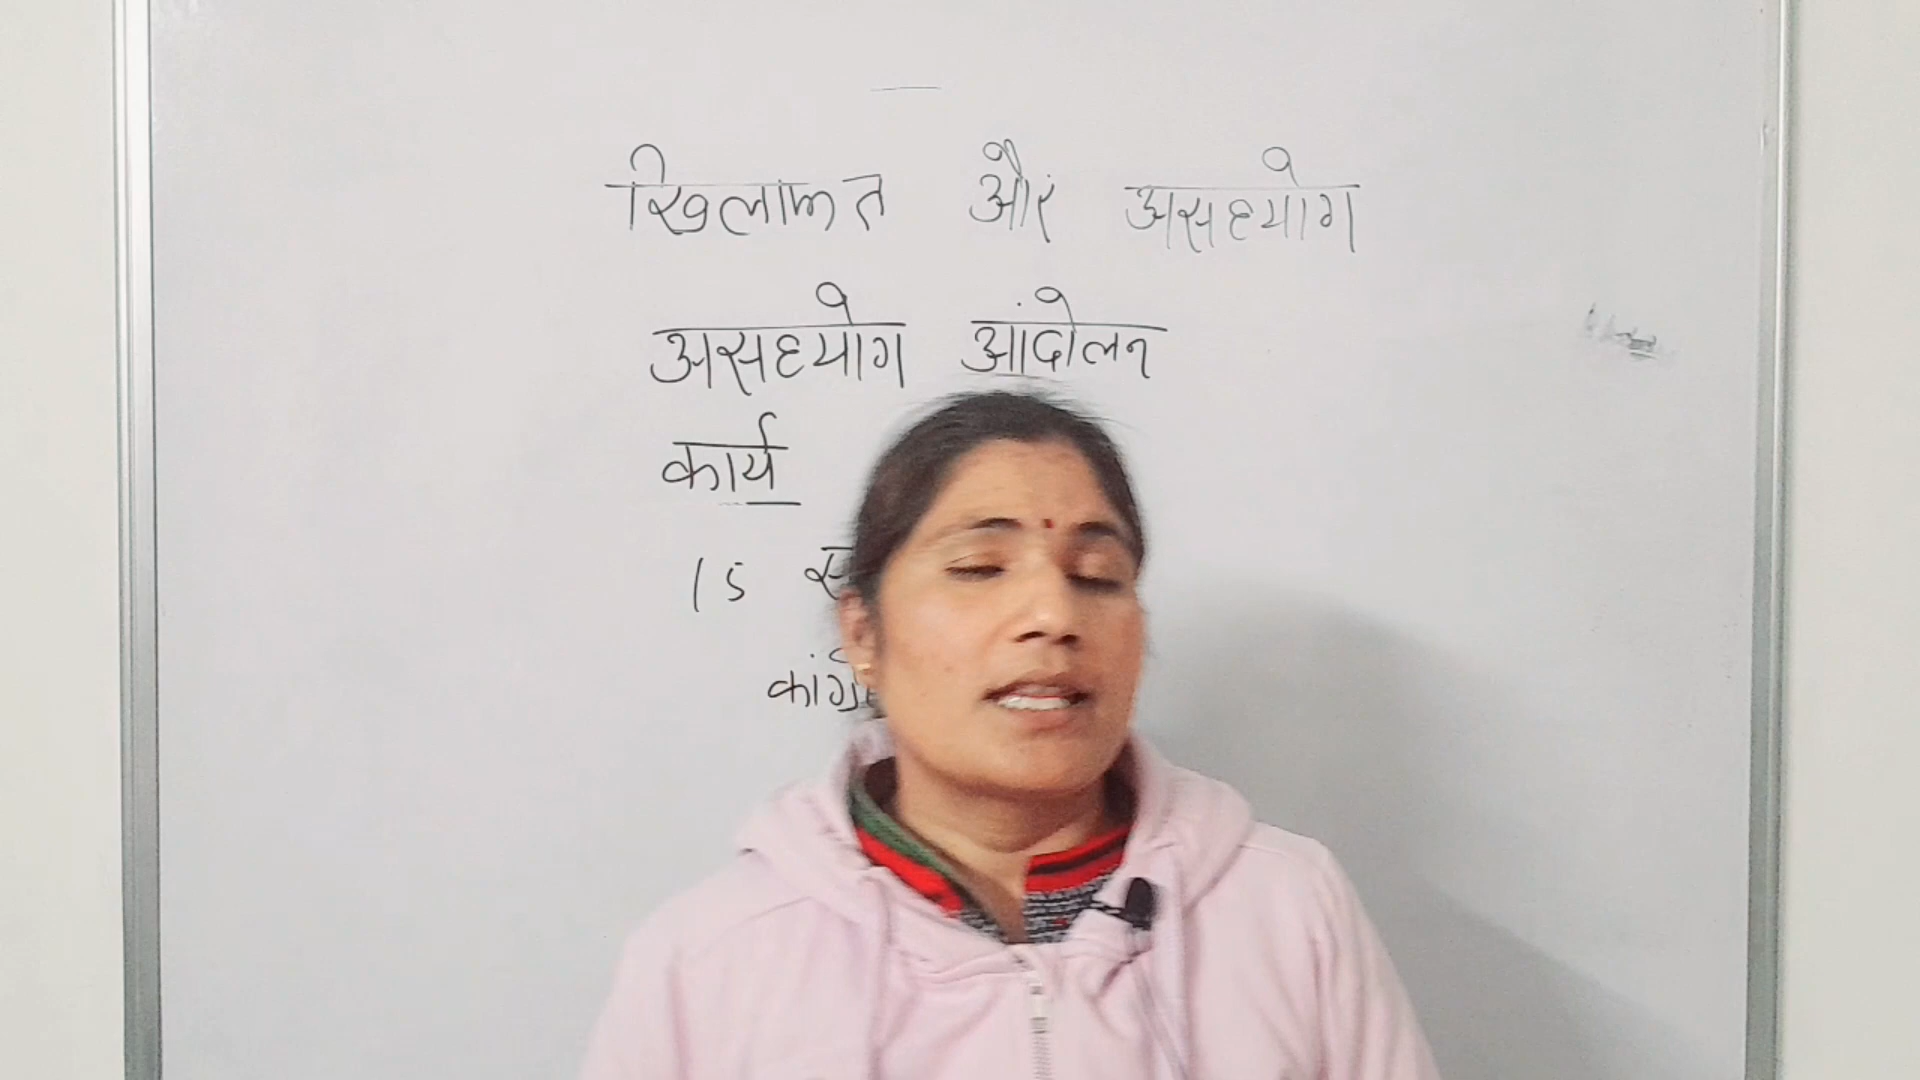 खिलाफत और असहयोग
असहयोग आंदोलन
कार्य
15